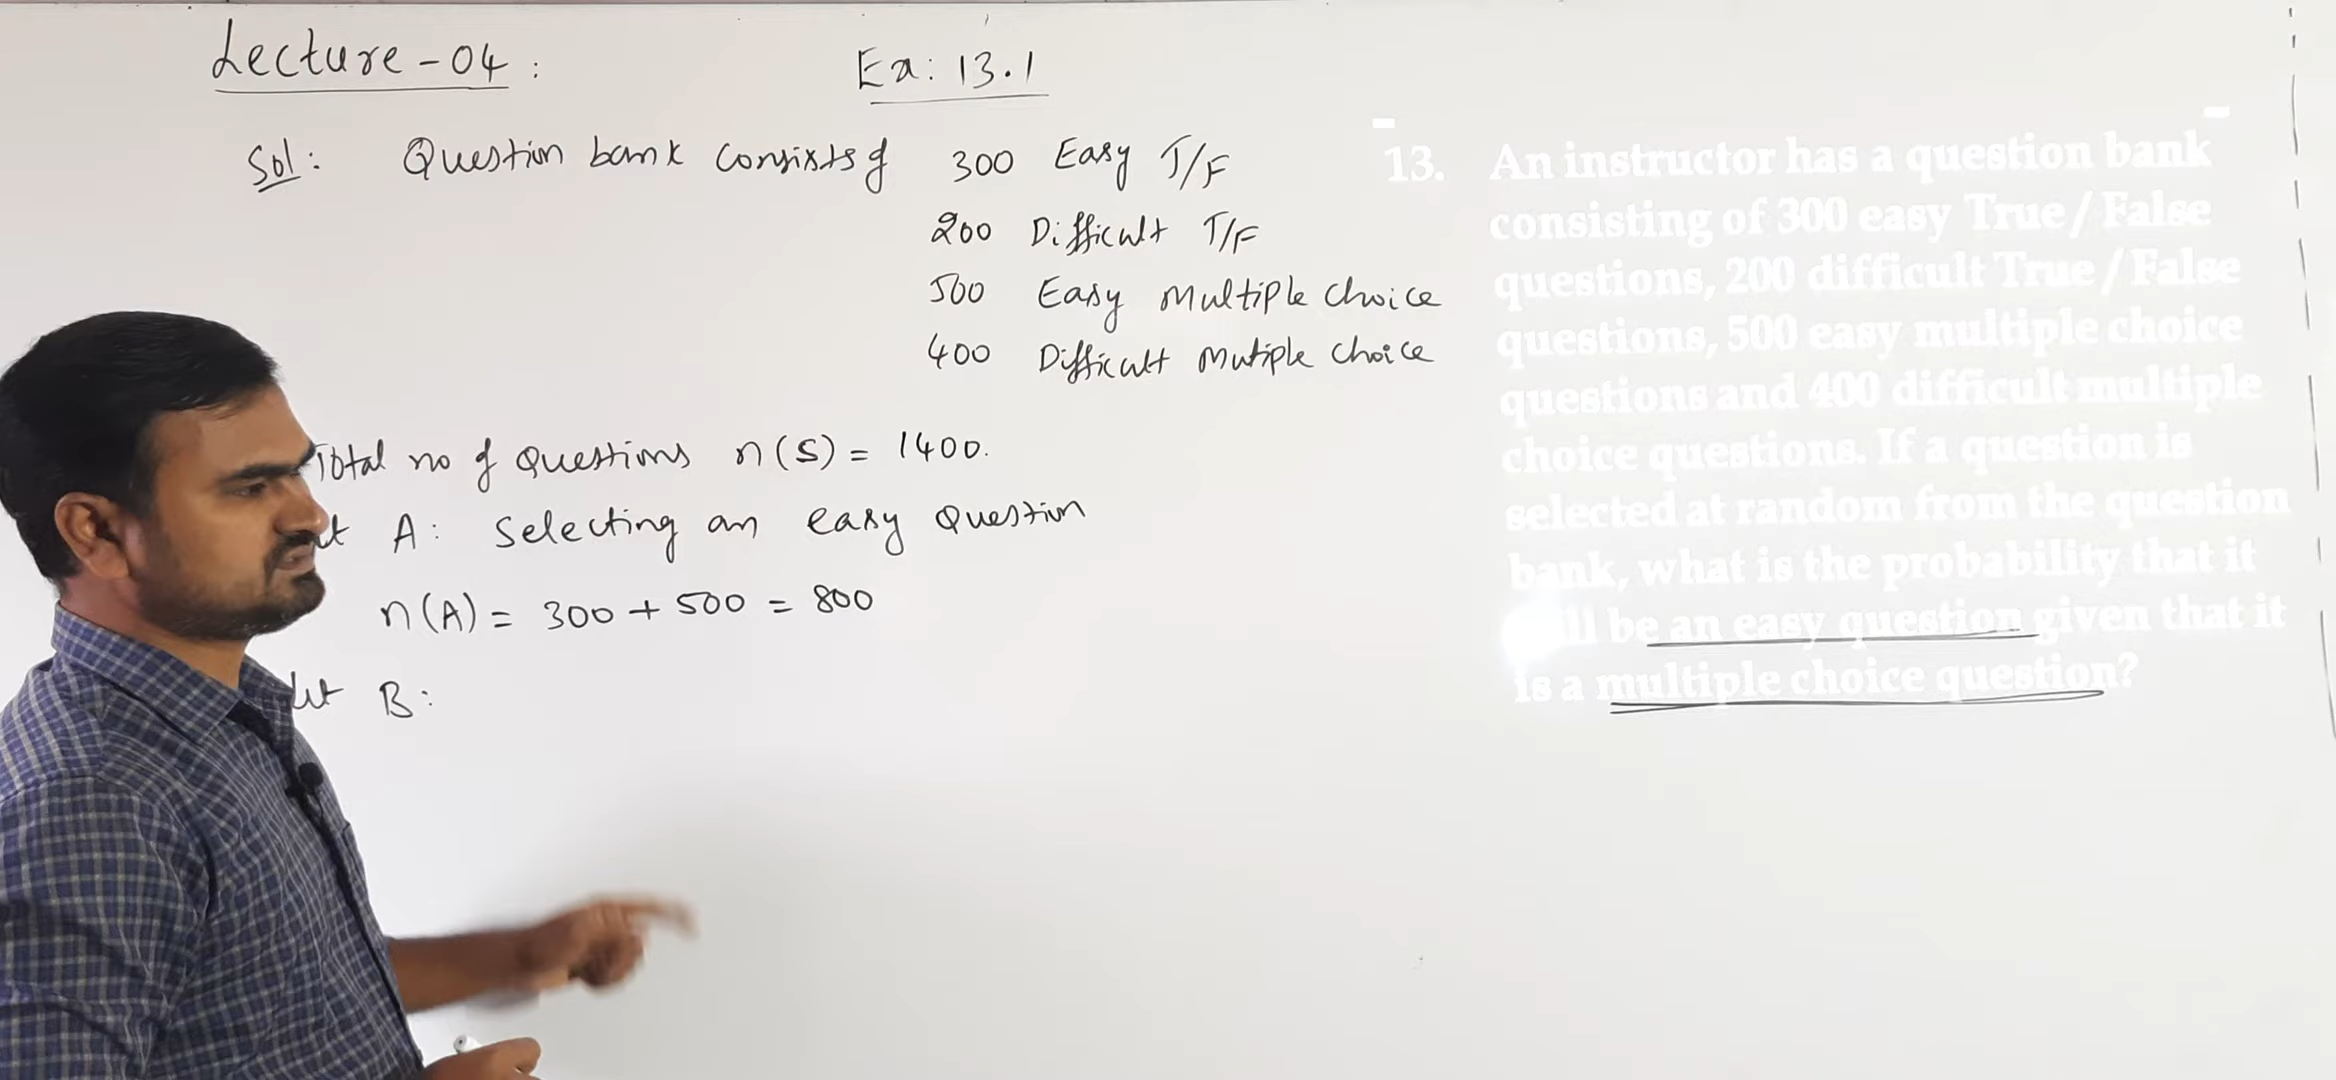 Lecture - 04 :
Ex: 13.1
Sol: Question bank consists of 300 Easy T/F
200 Difficult T/F
500 Easy multiple choice
400 Difficult mutiple choice
Total no of Questions n(S) = 1400.
A: Selecting an easy Question
n(A) = 300 + 500 = 800
Let B:
13. An instructor has a question bank
consisting of 300 easy True / False
questions, 200 difficult True / False
questions, 500 easy multiple choice
questions and 400 difficult multiple
choice questions. If a question is
selected at random from the question
bank, what is the probability that it
will be an easy question given that it
is a multiple choice question?